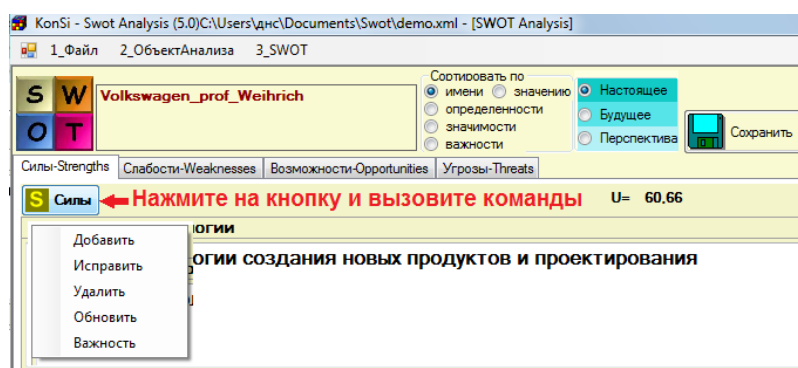 KonSi - Swot Analysis (5.0)C:\Users\днс\Documents\Swot\demo.xml - [SWOT Analysis]
1_Файл 2_ОбъектАнализа 3_SWOT
S W
O T
Volkswagen_prof_Weihrich
Сортировать по
имени значению
определенности
значимости
важности
Настоящее
Будущее
Перспектива
Сохранить
Силы-Strengths Слабости-Weaknesses Возможности-Opportunities Угрозы-Threats
S Силы Нажмите на кнопку и вызовите команды U= 60,66
огии
огии создания новых продуктов и проектирования
Добавить
Исправить
Удалить
Обновить
Важность